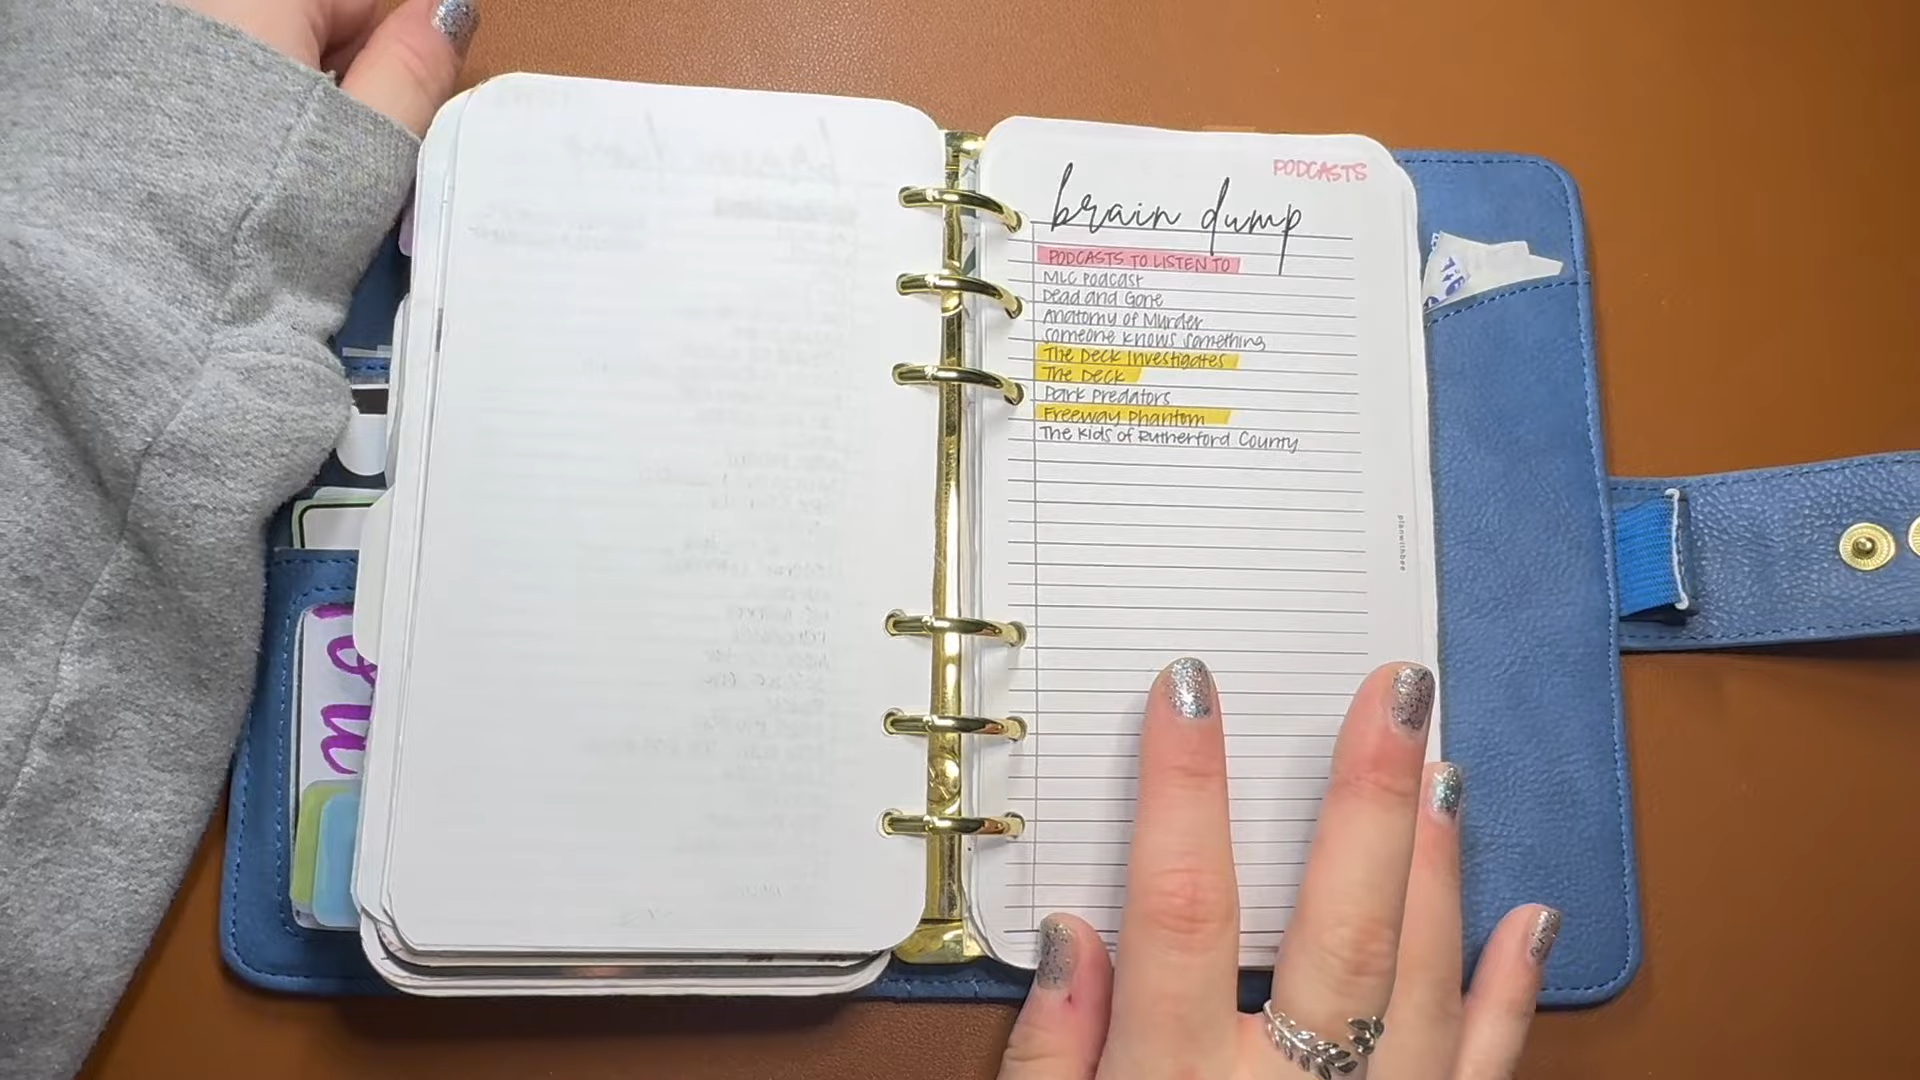 PODCASTS
brain dump
PODCASTS TO LISTEN TO
MLC Podcast
Dead and Gone
Anatomy of Murder
Someone Knows Something
The Deck Investigates
The Deck
Park Predators
Freeway Phantom
The Kids of Rutherford County
planwithbee